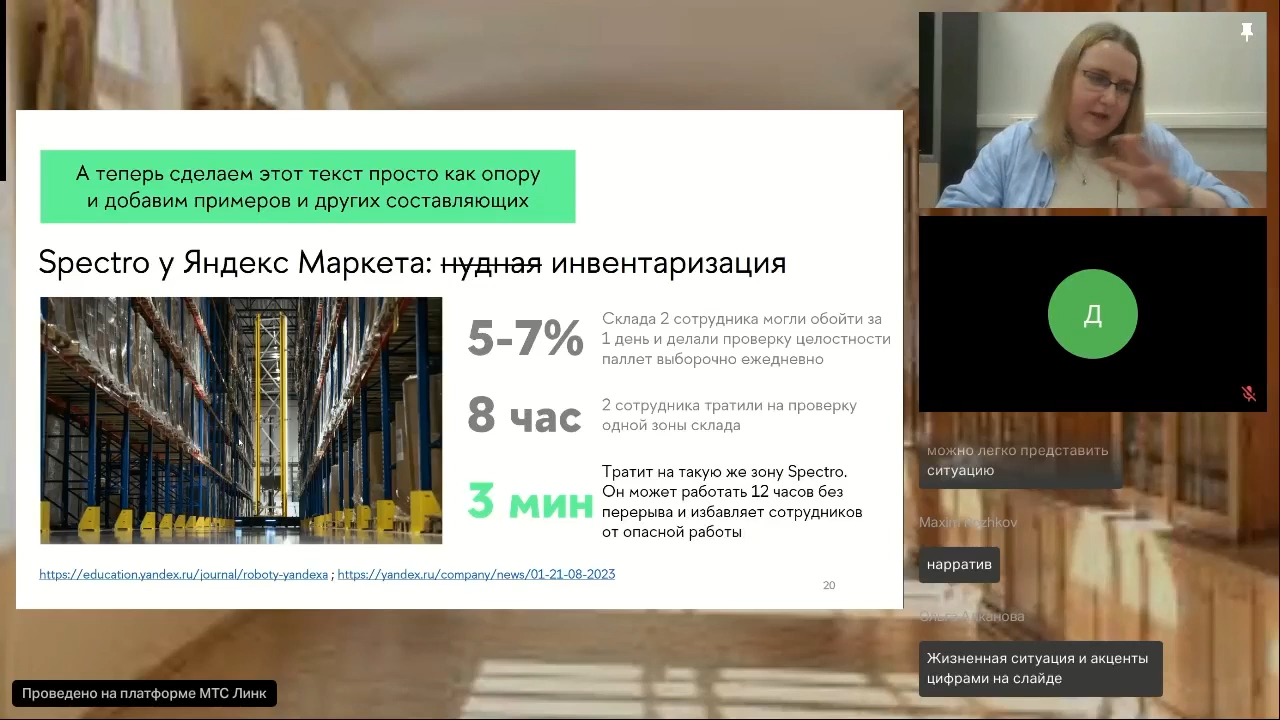 А теперь сделаем этот текст просто как опору
и добавим примеров и других составляющих
Spectro у Яндекс Маркета: нудная инвентаризация
5-7%
Склада 2 сотрудника могли обойти за
1 день и делали проверку целостности
паллет выборочно ежедневно
8 час
2 сотрудника тратили на проверку
одной зоны склада
3 мин
Тратит на такую же зону Spectro.
Он может работать 12 часов без
перерыва и избавляет сотрудников
от опасной работы
https://education.yandex.ru/journal/roboty-yandexa ; https://yandex.ru/company/news/01-21-08-2023
20
Д
можно легко представить
ситуацию
Maxim
нарратив
Жизненная ситуация и акценты
цифрами на слайде
Проведено на платформе МТС Линк